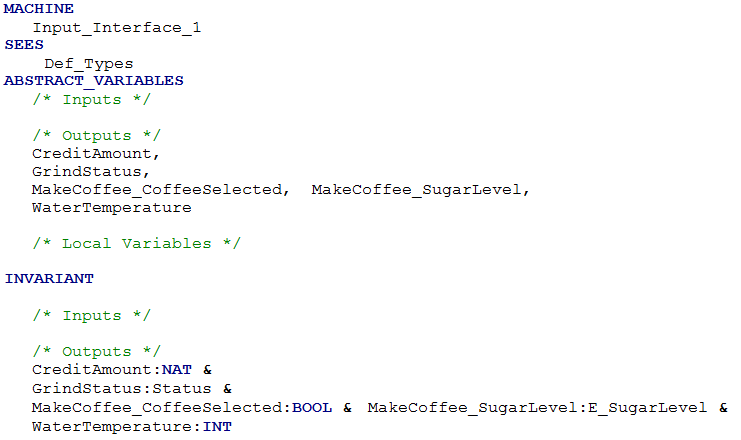 MACHINE
Input_Interface_1
SEES
Def_Types
ABSTRACT_VARIABLES
/* Inputs */
/* Outputs */
CreditAmount,
GrindStatus,
MakeCoffee_CoffeeSelected, MakeCoffee_SugarLevel,
WaterTemperature
/* Local Variables */
INVARIANT
/* Inputs */
/* Outputs */
CreditAmount:NAT &
GrindStatus:Status &
MakeCoffee_CoffeeSelected:BOOL & MakeCoffee_SugarLevel:E_SugarLevel &
WaterTemperature:INT